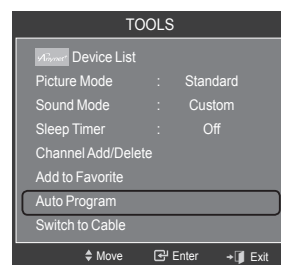 TOOLS
Anynet+ Device List
Picture Mode : Standard
Sound Mode : Custom
Sleep Timer : Off
Channel Add/Delete
Add to Favorite
Auto Program
Switch to Cable
Move Enter Exit